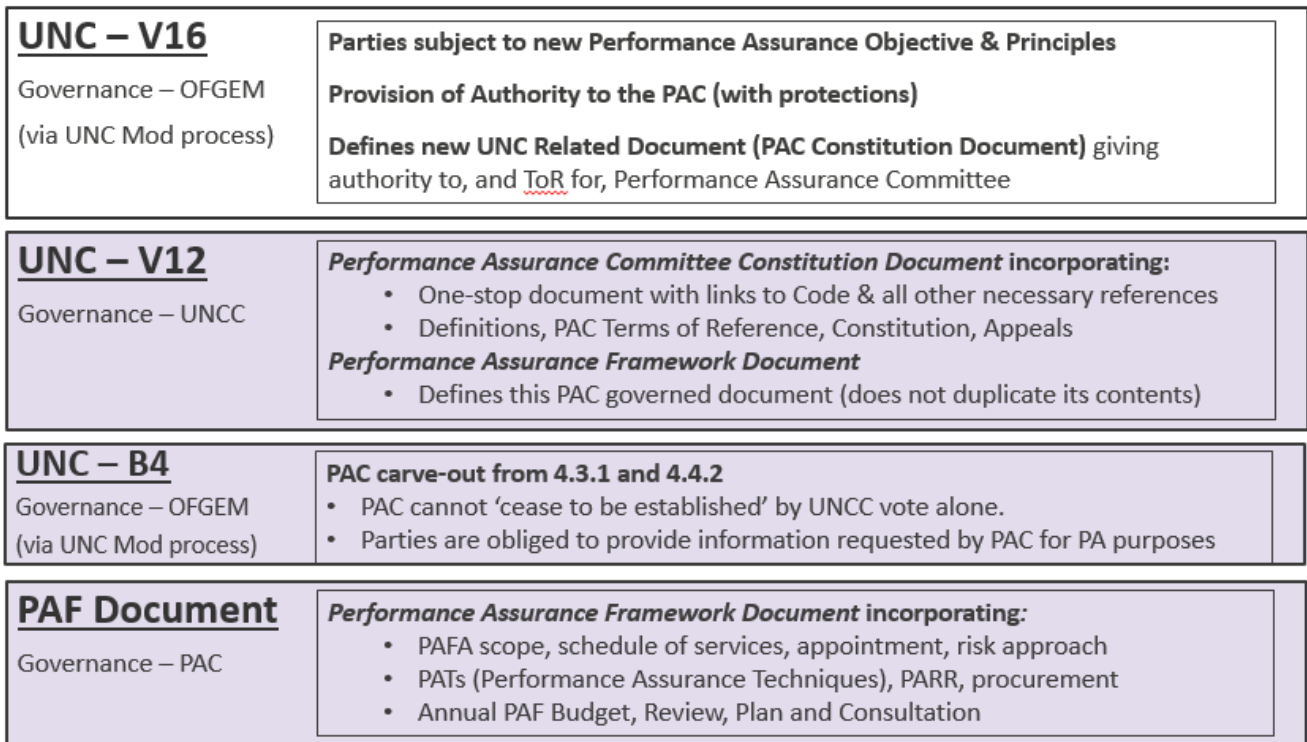 UNC – V16
Governance – OFGEM
(via UNC Mod process)
Parties subject to new Performance Assurance Objective & Principles
Provision of Authority to the PAC (with protections)
Defines new UNC Related Document (PAC Constitution Document) giving
authority to, and ToR for, Performance Assurance Committee
UNC – V12
Governance – UNCC
Performance Assurance Committee Constitution Document incorporating:
• One-stop document with links to Code & all other necessary references
• Definitions, PAC Terms of Reference, Constitution, Appeals
Performance Assurance Framework Document
• Defines this PAC governed document (does not duplicate its contents)
UNC – B4
Governance – OFGEM
(via UNC Mod process)
PAC carve-out from 4.3.1 and 4.4.2
• PAC cannot ‘cease to be established’ by UNCC vote alone.
• Parties are obliged to provide information requested by PAC for PA purposes
PAF Document
Governance – PAC
Performance Assurance Framework Document incorporating:
• PAFA scope, schedule of services, appointment, risk approach
• PATs (Performance Assurance Techniques), PARR, procurement
• Annual PAF Budget, Review, Plan and Consultation